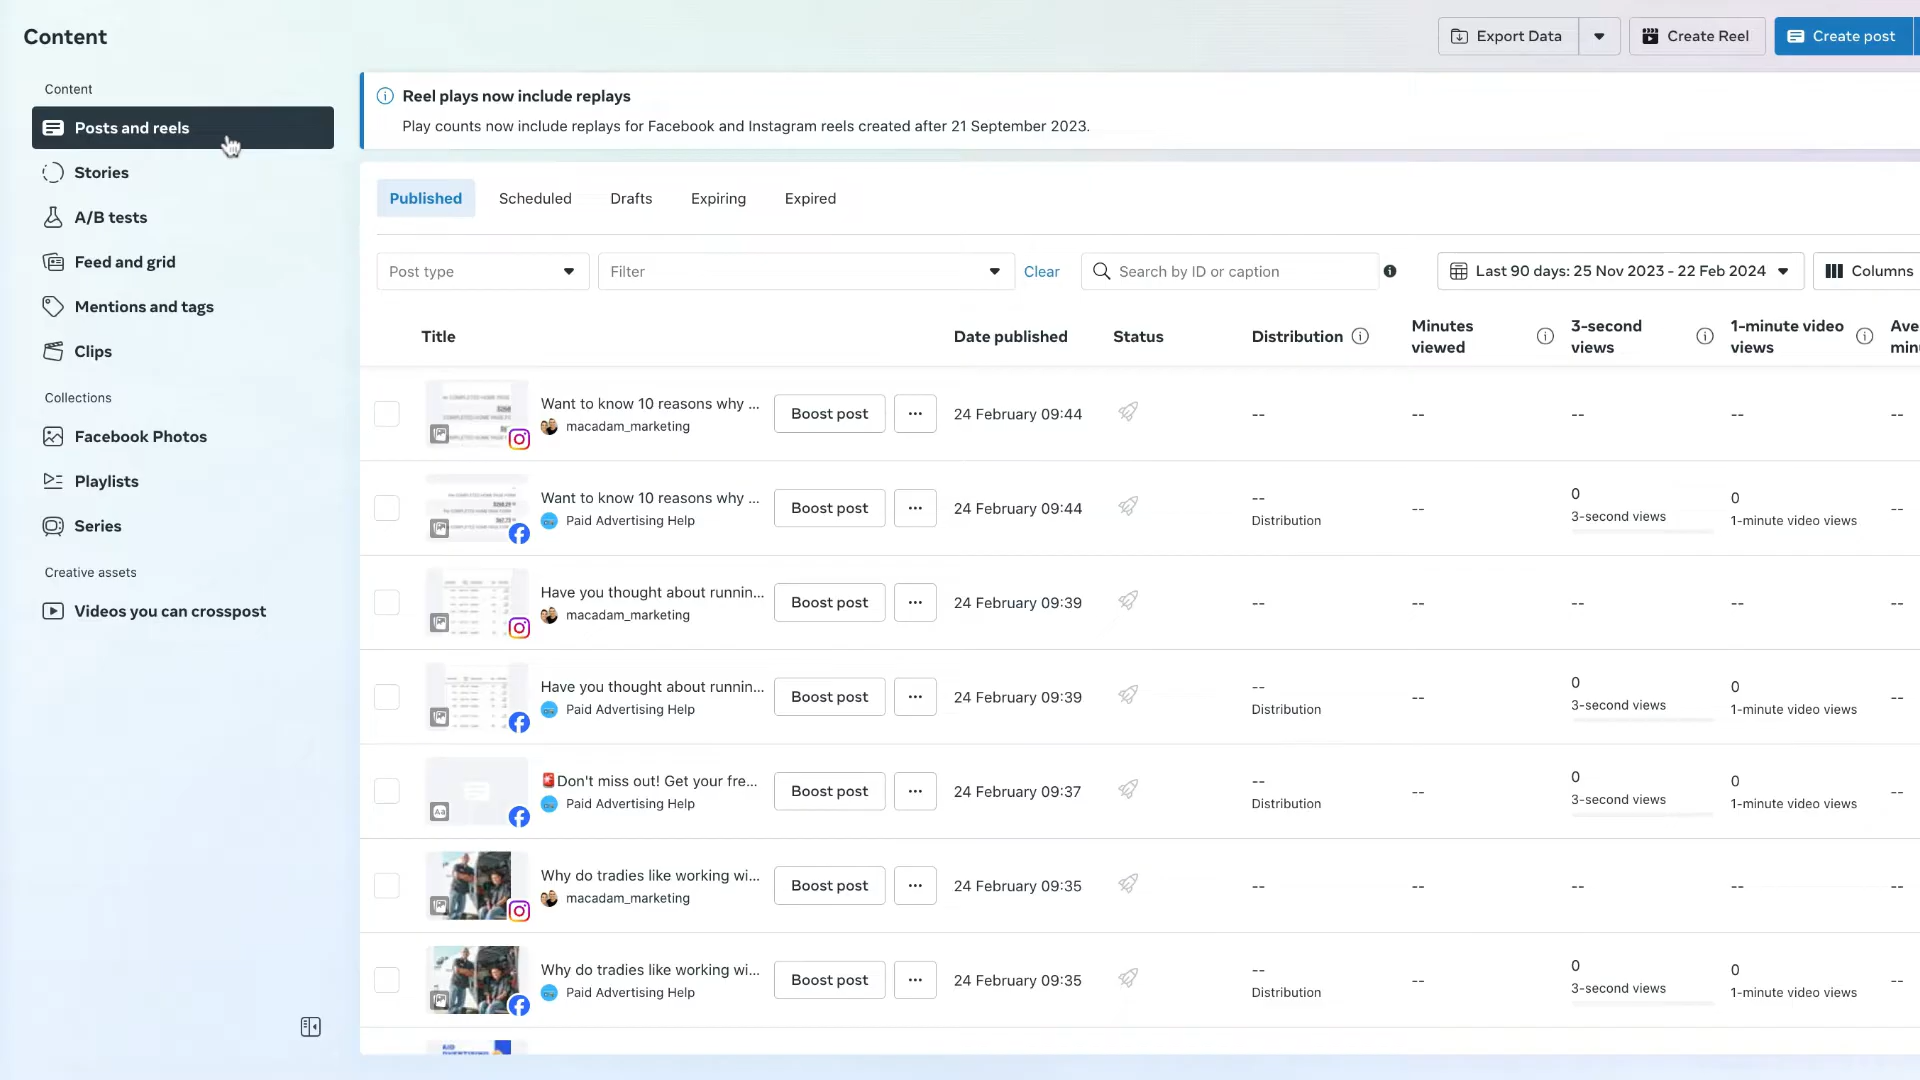 Content
Export Data
Create Reel
Create post
Content
Posts and reels
Stories
A/B tests
Feed and grid
Mentions and tags
Clips
Collections
Facebook Photos
Playlists
Series
Creative assets
Videos you can crosspost
Reel plays now include replays
Play counts now include replays for Facebook and Instagram reels created after 21 September 2023.
Published Scheduled Drafts Expiring Expired
Post type Filter Clear Search by ID or caption Last 90 days: 25 Nov 2023 - 22 Feb 2024 Columns
Title Date published Status Distribution Minutes viewed 3-second views 1-minute video views
Want to know 10 reasons why ... Boost post ... 24 February 09:44 -- -- -- -- --
macadam_marketing
Want to know 10 reasons why ... Boost post ... 24 February 09:44 -- -- 0 0 --
Paid Advertising Help Distribution 3-second views 1-minute video views
Have you thought about runnin... Boost post ... 24 February 09:39 -- -- -- -- --
macadam_marketing
Have you thought about runnin... Boost post ... 24 February 09:39 -- -- 0 0 --
Paid Advertising Help Distribution 3-second views 1-minute video views
🚨Don't miss out! Get your fre... Boost post ... 24 February 09:37 -- -- 0 0 --
Paid Advertising Help Distribution 3-second views 1-minute video views
Why do tradies like working wi... Boost post ... 24 February 09:35 -- -- -- -- --
macadam_marketing
Why do tradies like working wi... Boost post ... 24 February 09:35 -- -- 0 0 --
Paid Advertising Help Distribution 3-second views 1-minute video views